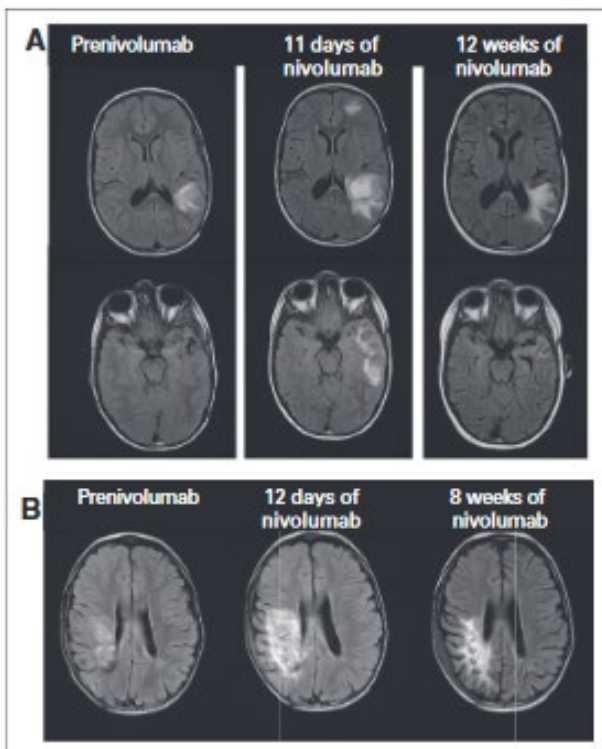 A
Prenivolumab
11 days of
nivolumab
12 weeks of
nivolumab
B
Prenivolumab
12 days of
nivolumab
8 weeks of
nivolumab